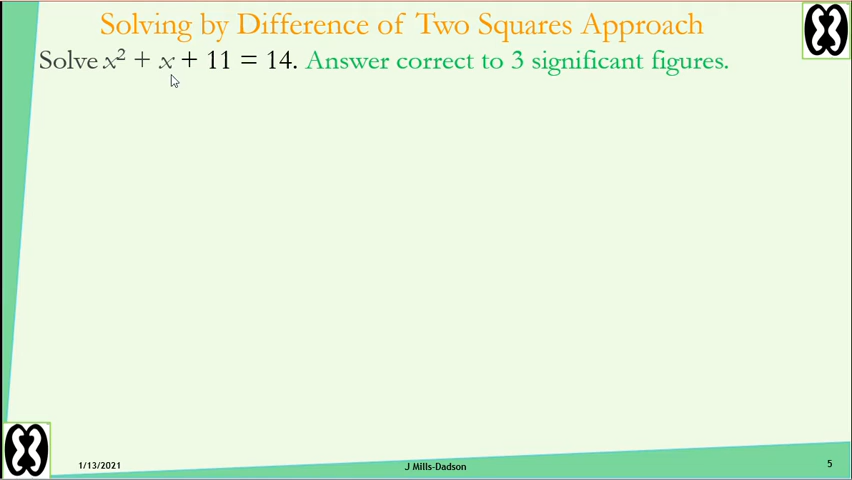 Solving by Difference of Two Squares Approach
Solve x² + x + 11 = 14. Answer correct to 3 significant figures.
1/13/2021 J Mills-Dadson 5